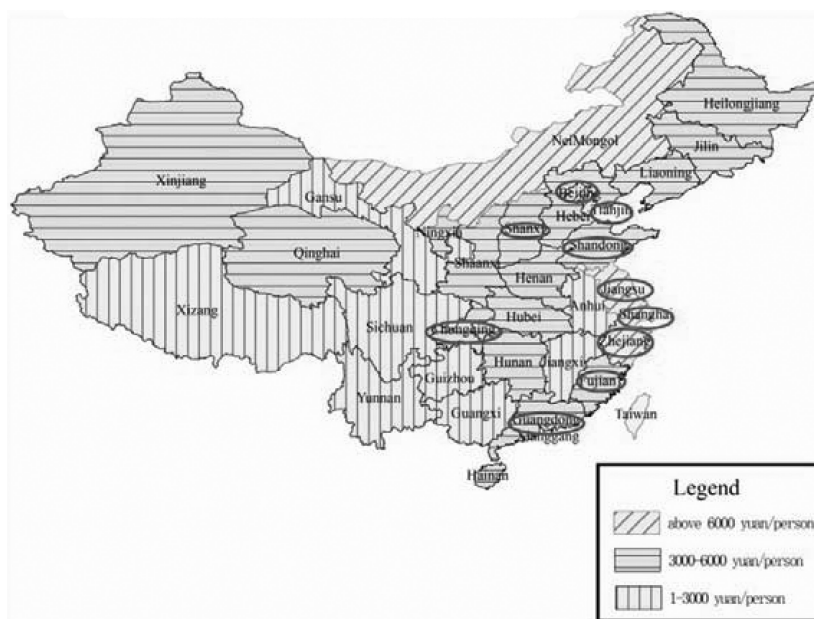 Heilongjiang
Jilin
NeiMongol
Liaoning
Xinjiang
Beijing
Gansu
Tianjin
Hebei
Ningxia
Shanxi
Shandong
Qinghai
Shaanxi
Henan
Jiangsu
Anhui
Xizang
Shanghai
Hubei
Sichuan
Chongqing
Zhejiang
Hunan
Jiangxi
Guizhou
Fujian
Yunnan
Guangxi
Taiwan
Guangdong
Xianggang
Hainan
Legend
above 6000 yuan/person
3000-6000 yuan/person
1-3000 yuan/person